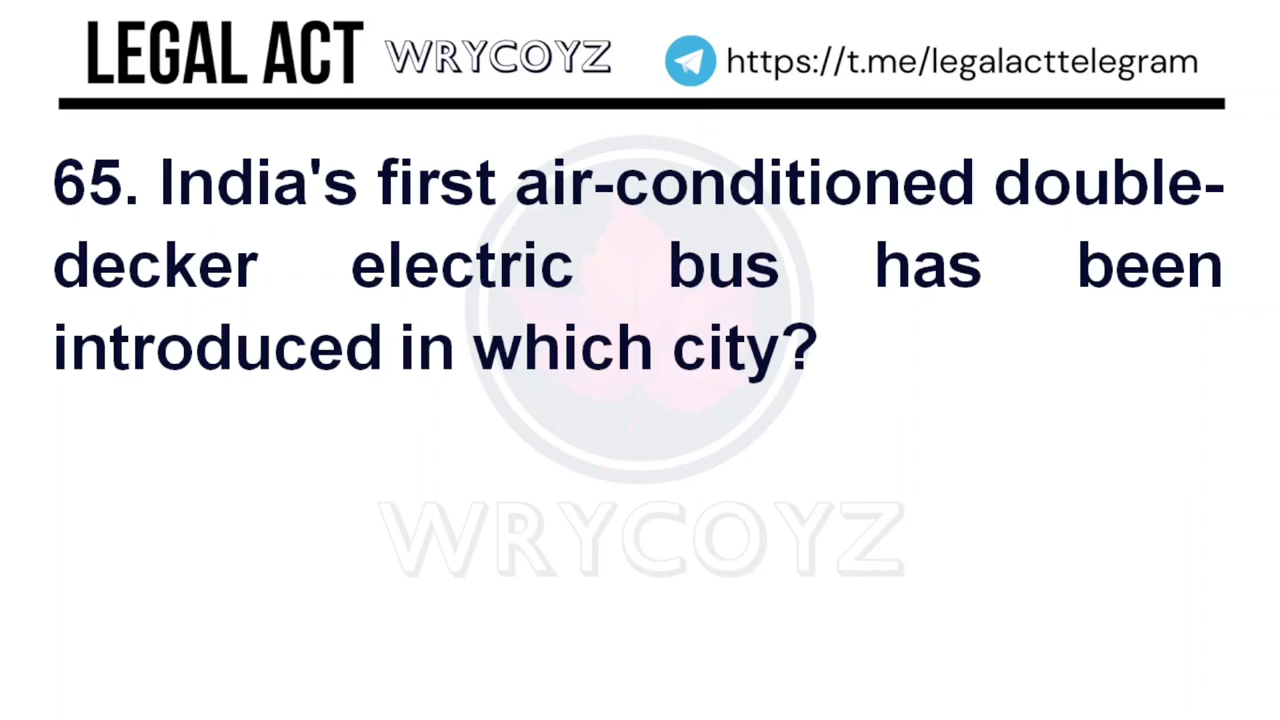 LEGAL ACT WRYCOYZ https://t.me/legalacttelegram
65. India's first air-conditioned double-
decker electric bus has been
introduced in which city?
WRYCOYZ